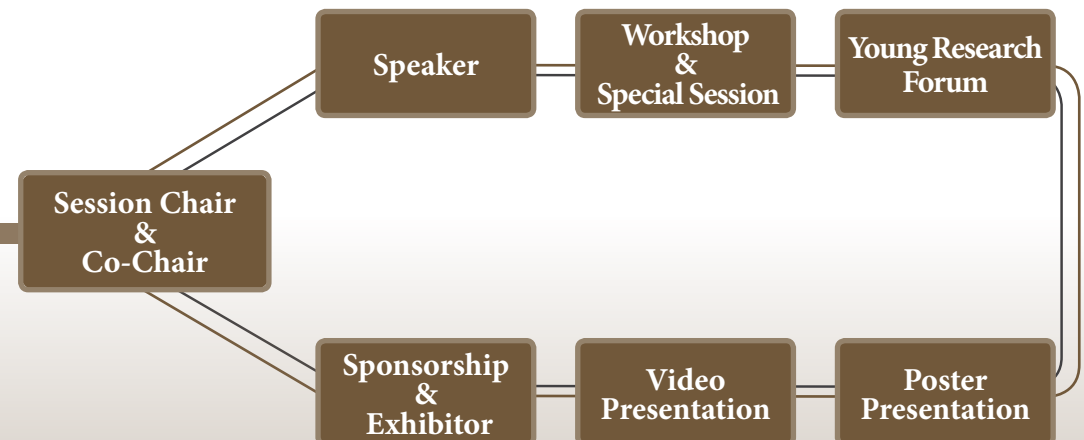 Speaker
Workshop
&
Special Session
Young Research
Forum
Session Chair
&
Co-Chair
Sponsorship
&
Exhibitor
Video
Presentation
Poster
Presentation